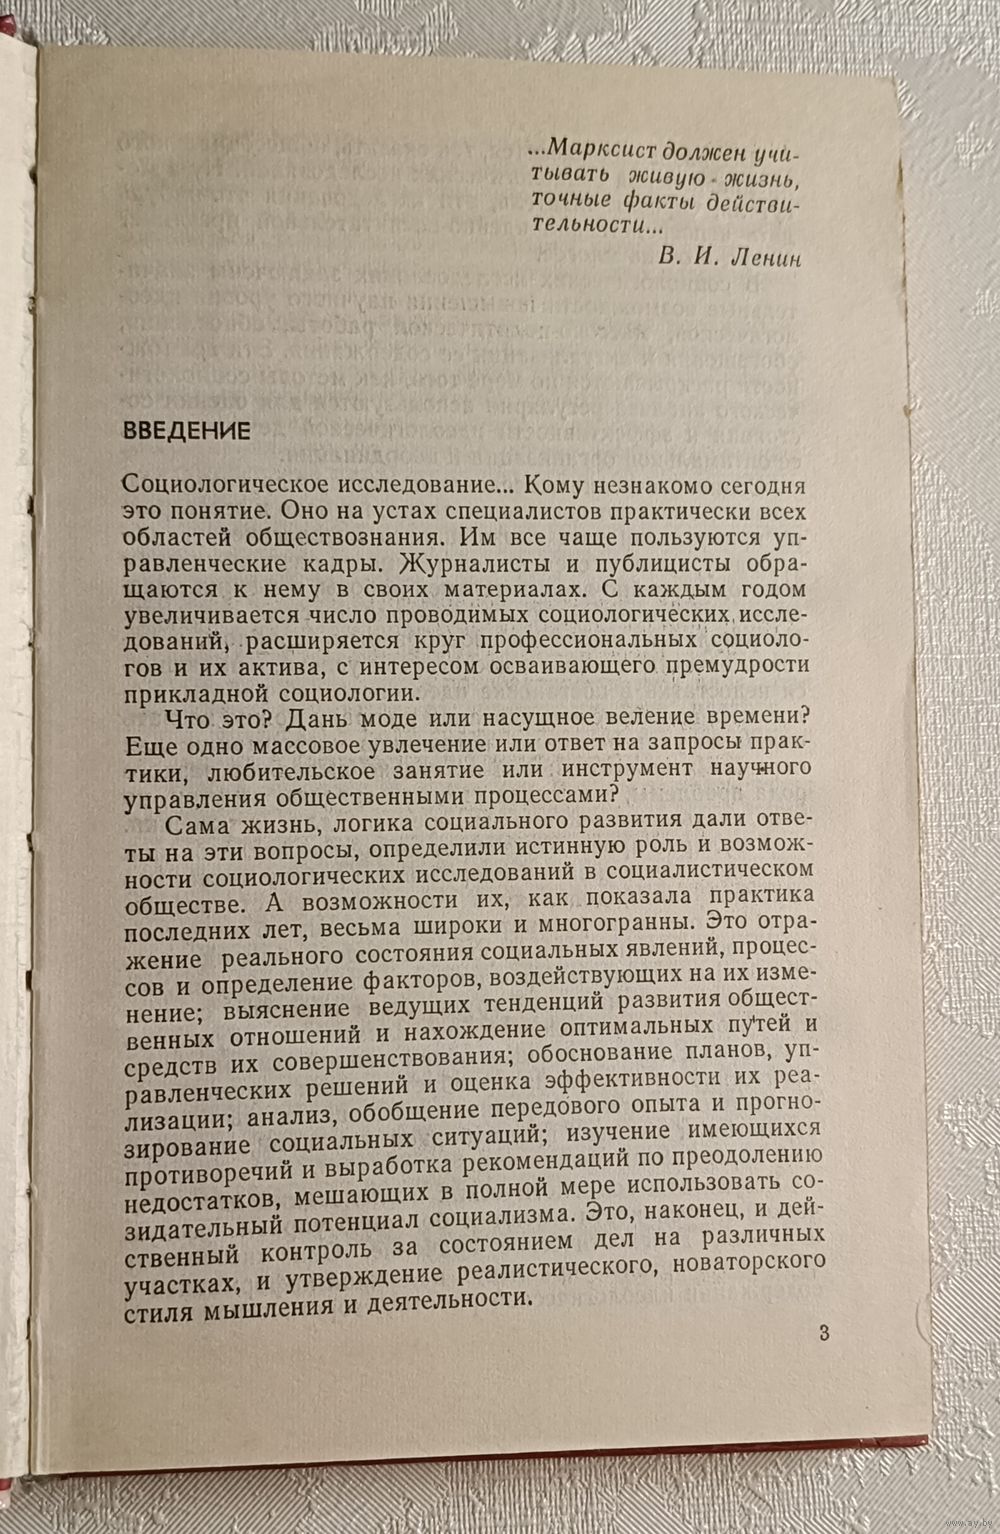 ...Марксист должен учи-
тывать живую жизнь,
точные факты действи-
тельности...
В. И. Ленин
ВВЕДЕНИЕ
Социологическое исследование... Кому незнакомо сегодня
это понятие. Оно на устах специалистов практически всех
областей обществознания. Им все чаще пользуются уп-
равленческие кадры. Журналисты и публицисты обра-
щаются к нему в своих материалах. С каждым годом
увеличивается число проводимых социологических иссле-
дований, расширяется круг профессиональных социоло-
гов и их актива, с интересом осваивающего премудрости
прикладной социологии.
Что это? Дань моде или насущное веление времени?
Еще одно массовое увлечение или ответ на запросы прак-
тики, любительское занятие или инструмент научного
управления общественными процессами?
Сама жизнь, логика социального развития дали отве-
ты на эти вопросы, определили истинную роль и возмож-
ности социологических исследований в социалистическом
обществе. А возможности их, как показала практика
последних лет, весьма широки и многогранны. Это отра-
жение реального состояния социальных явлений, процес-
сов и определение факторов, воздействующих на их изме-
нение; выяснение ведущих тенденций развития общест-
венных отношений и нахождение оптимальных путей и
средств их совершенствования; обоснование планов, уп-
равленческих решений и оценка эффективности их реа-
лизации; анализ, обобщение передового опыта и прогно-
зирование социальных ситуаций; изучение имеющихся
противоречий и выработка рекомендаций по преодолению
недостатков, мешающих в полной мере использовать со-
зидательный потенциал социализма. Это, наконец, и дей-
ственный контроль за состоянием дел на различных
участках, и утверждение реалистического, новаторского
стиля мышления и деятельности.
3
www.ay.by